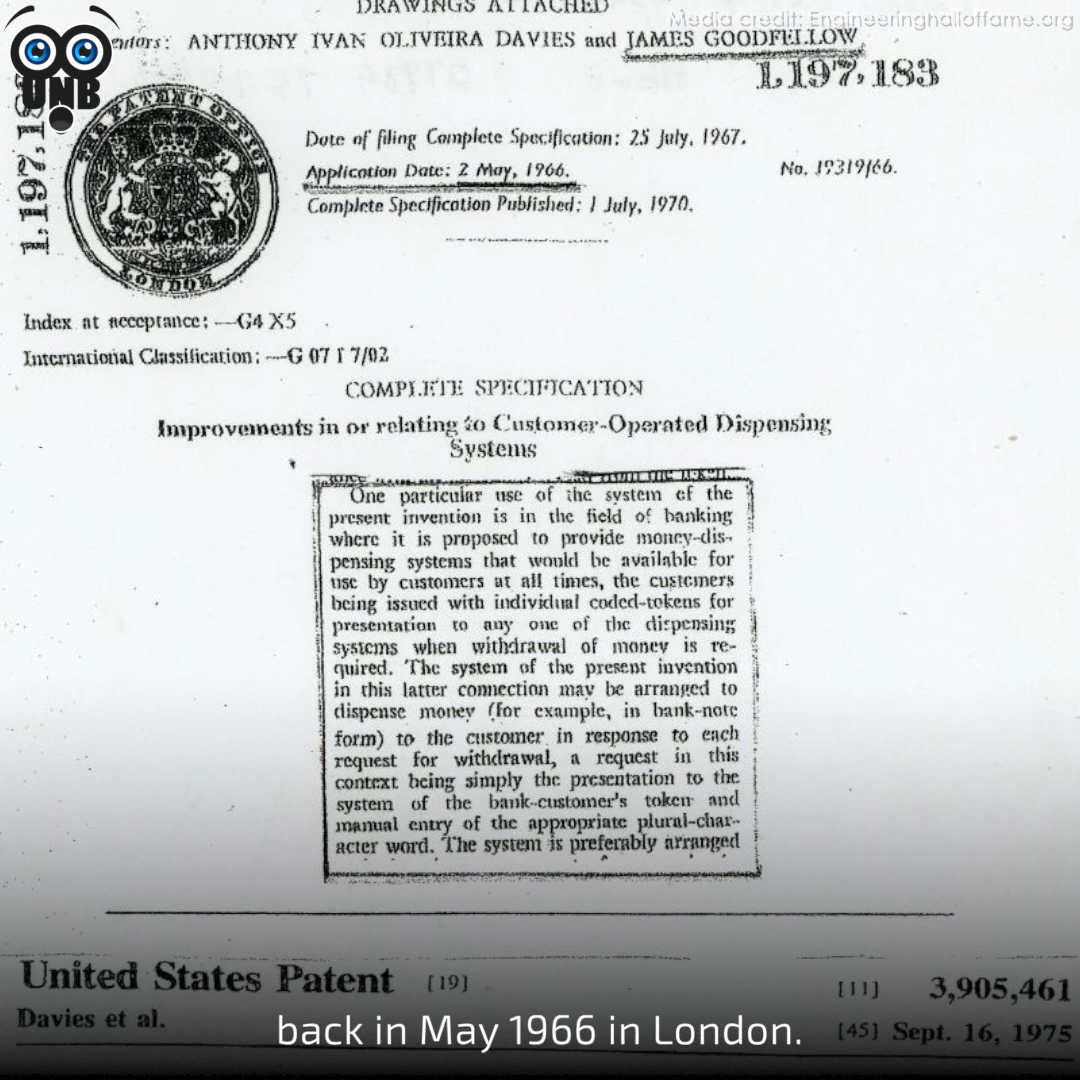 DRAWINGS ATTACHED
Media credit: Engineeringhalloffame.org
ANTHONY IVAN OLIVEIRA DAVIES and JAMES GOODFELLOW
UNB
1,197,183
THE PATENT OFFICE
LONDON
Date of filing Complete Specification: 25 July, 1967.
Application Date: 2 May, 1966.
No. 19319/66.
Complete Specification Published: 1 July, 1970.
Index at acceptance:—G4 X5
International Classification:—G 07 f 7/02
COMPLETE SPECIFICATION
Improvements in or relating to Customer-Operated Dispensing
Systems
One particular use of the system of the
present invention is in the field of banking
where it is proposed to provide money-dis-
pensing systems that would be available for
use by customers at all times, the customers
being issued with individual coded-tokens for
presentation to any one of the dispensing
systems when withdrawal of money is re-
quired. The system of the present invention
in this latter connection may be arranged to
dispense money (for example, in bank-note
form) to the customer in response to each
request for withdrawal, a request in this
context being simply the presentation to the
system of the bank-customer's token and
manual entry of the appropriate plural-char-
acter word. The system is preferably arranged
United States Patent [19]
[11] 3,905,461
Davies et al.
[45] Sept. 16, 1975
back in May 1966 in London.